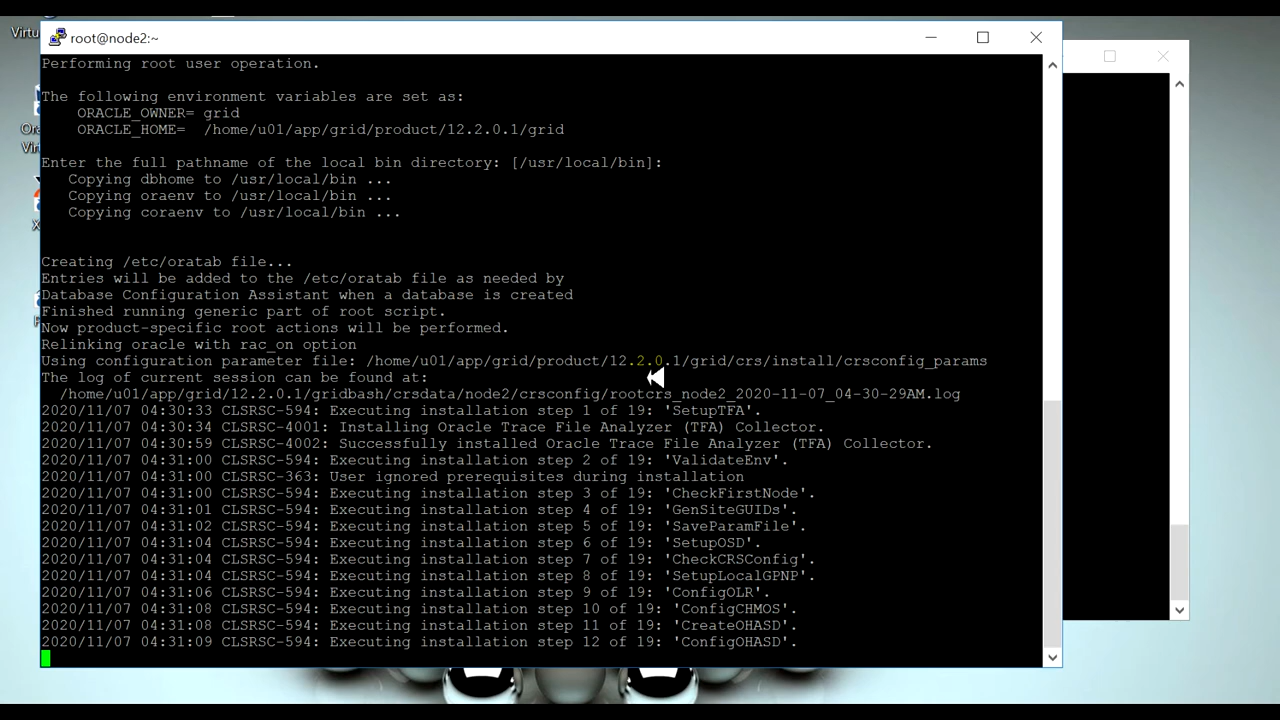 Virtu
root@node2:~
Performing root user operation.
The following environment variables are set as:
ORACLE_OWNER= grid
ORACLE_HOME=  /home/u01/app/grid/product/12.2.0.1/grid
Enter the full pathname of the local bin directory: [/usr/local/bin]:
Copying dbhome to /usr/local/bin ...
Copying oraenv to /usr/local/bin ...
Copying coraenv to /usr/local/bin ...
Creating /etc/oratab file...
Entries will be added to the /etc/oratab file as needed by
Database Configuration Assistant when a database is created
Finished running generic part of root script.
Now product-specific root actions will be performed.
Relinking oracle with rac_on option
Using configuration parameter file: /home/u01/app/grid/product/12.2.0.1/grid/crs/install/crsconfig_params
The log of current session can be found at:
/home/u01/app/grid/12.2.0.1/gridbash/crsdata/node2/crsconfig/rootcrs_node2_2020-11-07_04-30-29AM.log
2020/11/07 04:30:33 CLSRSC-594: Executing installation step 1 of 19: 'SetupTFA'.
2020/11/07 04:30:34 CLSRSC-4001: Installing Oracle Trace File Analyzer (TFA) Collector.
2020/11/07 04:30:59 CLSRSC-4002: Successfully installed Oracle Trace File Analyzer (TFA) Collector.
2020/11/07 04:31:00 CLSRSC-594: Executing installation step 2 of 19: 'ValidateEnv'.
2020/11/07 04:31:00 CLSRSC-363: User ignored prerequisites during installation
2020/11/07 04:31:00 CLSRSC-594: Executing installation step 3 of 19: 'CheckFirstNode'.
2020/11/07 04:31:01 CLSRSC-594: Executing installation step 4 of 19: 'GenSiteGUIDs'.
2020/11/07 04:31:02 CLSRSC-594: Executing installation step 5 of 19: 'SaveParamFile'.
2020/11/07 04:31:04 CLSRSC-594: Executing installation step 6 of 19: 'SetupOSD'.
2020/11/07 04:31:04 CLSRSC-594: Executing installation step 7 of 19: 'CheckCRSConfig'.
2020/11/07 04:31:04 CLSRSC-594: Executing installation step 8 of 19: 'SetupLocalGPNP'.
2020/11/07 04:31:06 CLSRSC-594: Executing installation step 9 of 19: 'ConfigOLR'.
2020/11/07 04:31:08 CLSRSC-594: Executing installation step 10 of 19: 'ConfigCHMOS'.
2020/11/07 04:31:08 CLSRSC-594: Executing installation step 11 of 19: 'CreateOHASD'.
2020/11/07 04:31:09 CLSRSC-594: Executing installation step 12 of 19: 'ConfigOHASD'.